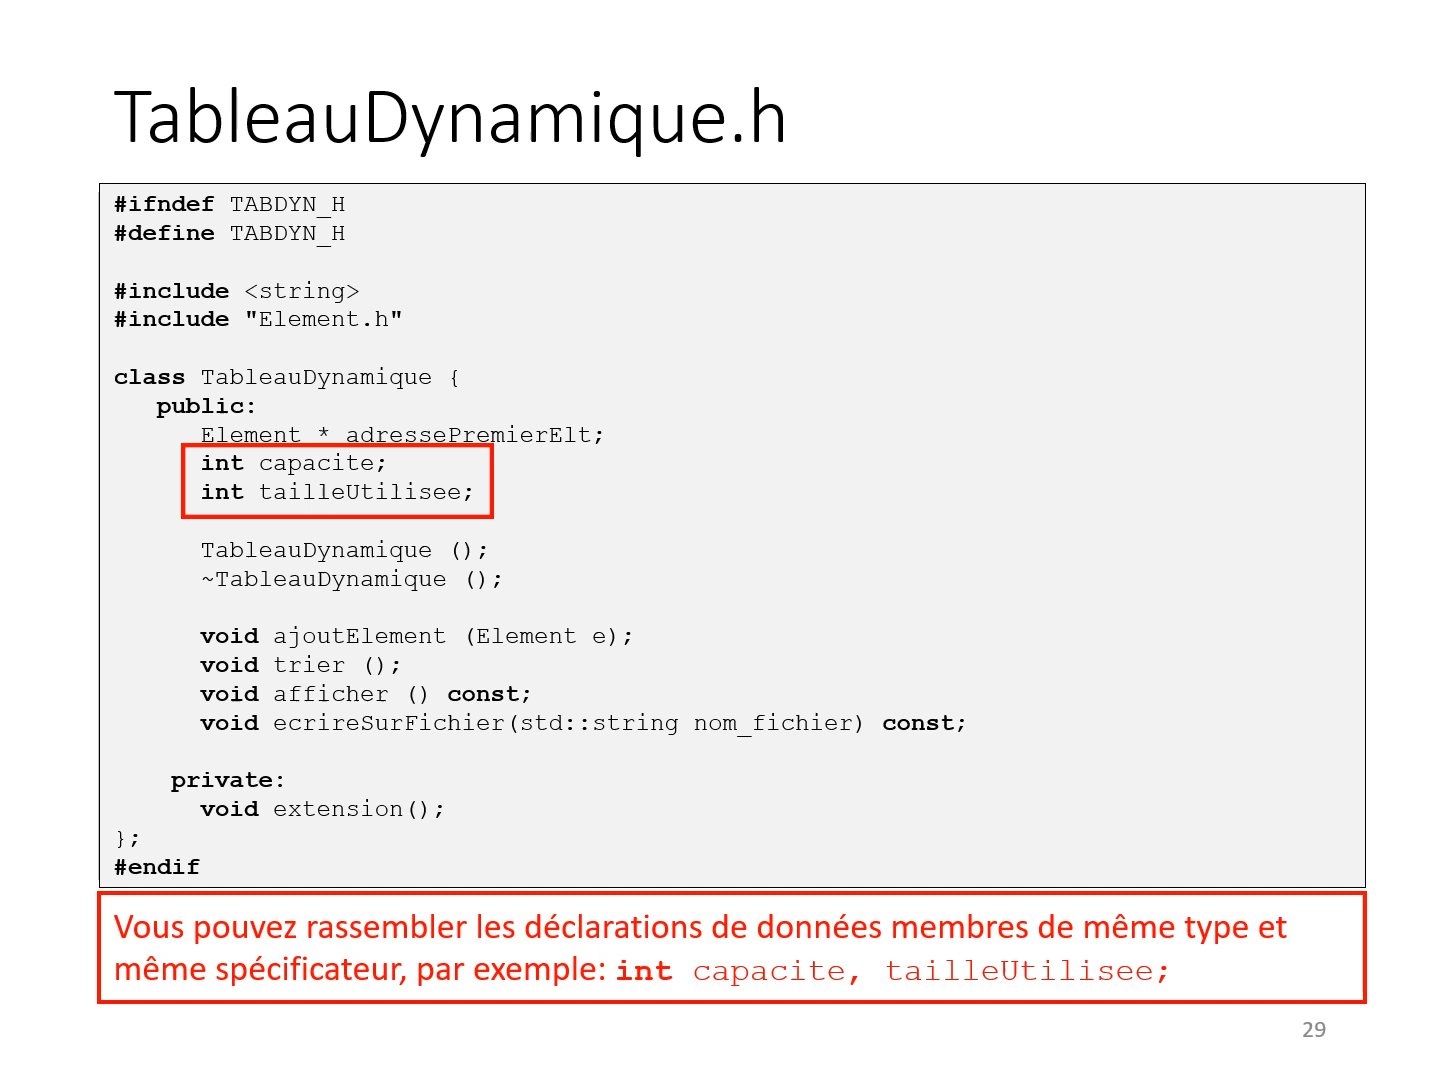 TableauDynamique.h
#ifndef TABDYN_H
#define TABDYN_H
#include <string>
#include "Element.h"
class TableauDynamique {
public:
Element * adressePremierElt;
int capacite;
int tailleUtilisee;
TableauDynamique ();
~TableauDynamique ();
void ajoutElement (Element e);
void trier ();
void afficher () const;
void ecrireSurFichier(std::string nom_fichier) const;
private:
void extension();
};
#endif
Vous pouvez rassembler les déclarations de données membres de même type et
même spécificateur, par exemple: int capacite, tailleUtilisee;
29